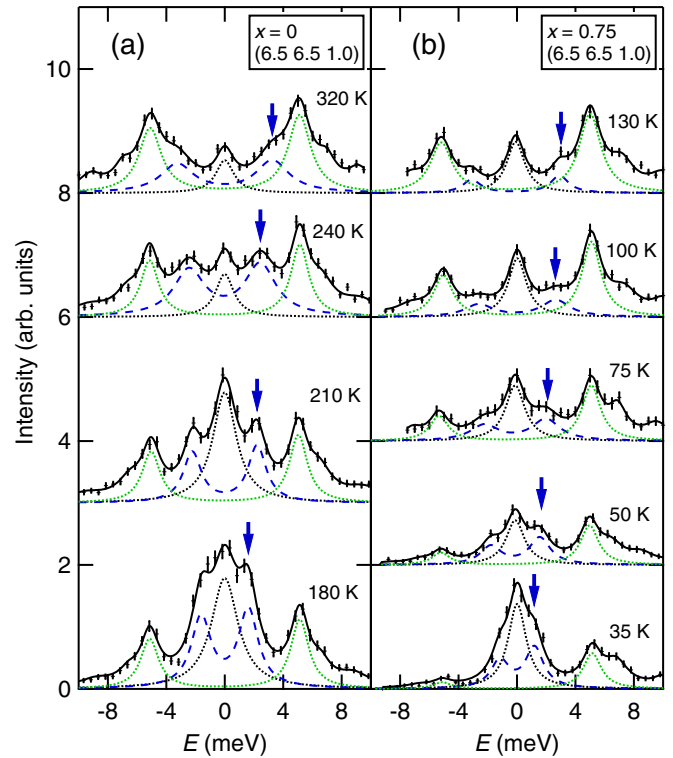 (a)
x = 0
(6.5 6.5 1.0)
(b)
x = 0.75
(6.5 6.5 1.0)
10
8
6
4
2
0
Intensity (arb. units)
320 K
240 K
210 K
180 K
130 K
100 K
75 K
50 K
35 K
-8 -4 0 4 8
-8 -4 0 4 8
E (meV)
E (meV)